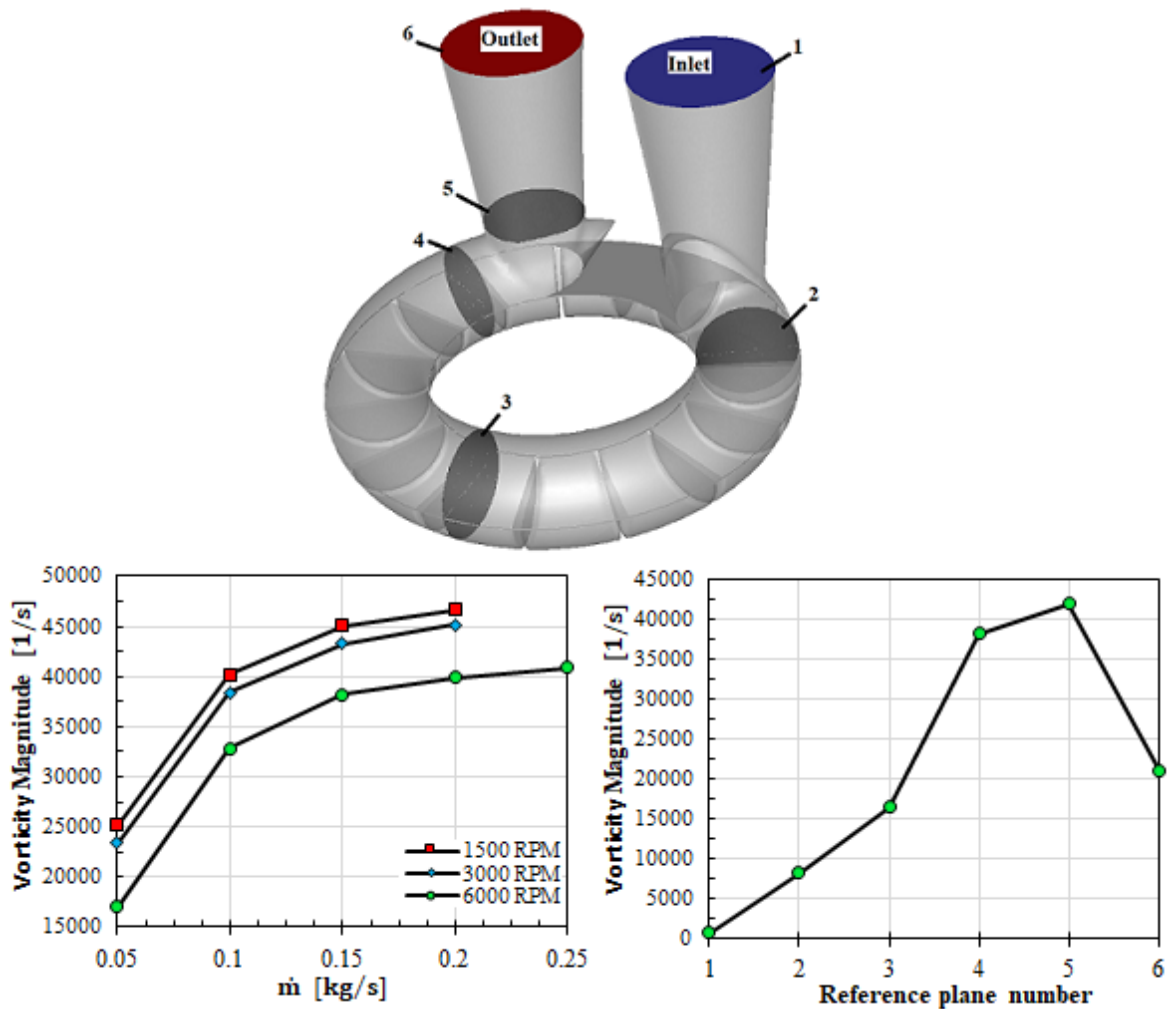 6
Outlet
Inlet
1
5
4
2
3
50000
45000
40000
35000
30000
25000
20000
15000
Vorticity Magnitude [1/s]
1500 RPM
3000 RPM
6000 RPM
0.05 0.1 0.15 0.2 0.25
ṁ [kg/s]
45000
40000
35000
30000
25000
20000
15000
10000
5000
0
Vorticity Magnitude [1/s]
1 2 3 4 5 6
Reference plane number